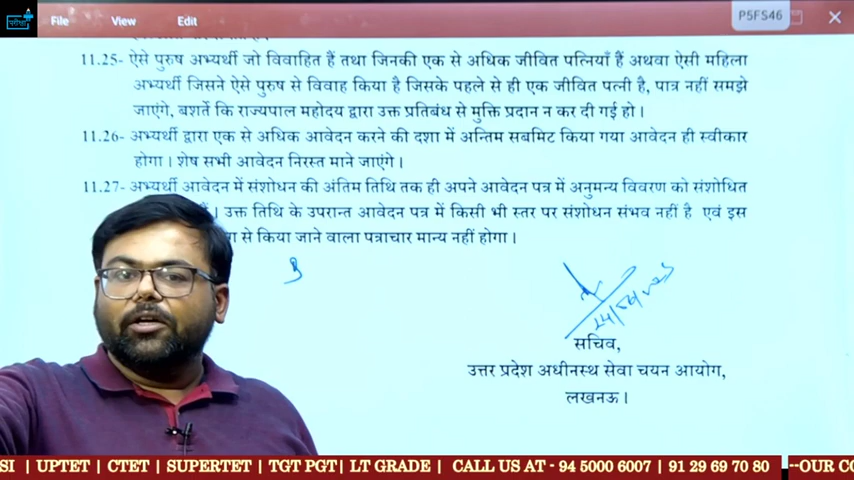 परीक्षा
File View Edit
P5FS46
11.25- ऐसे पुरुष अभ्यर्थी जो विवाहित हैं तथा जिनकी एक से अधिक जीवित पत्नियाँ हैं अथवा ऐसी महिला
अभ्यर्थी जिसने ऐसे पुरुष से विवाह किया है जिसके पहले से ही एक जीवित पत्नी है, पात्र नहीं समझे
जाएंगे, बशर्ते कि राज्यपाल महोदय द्वारा उक्त प्रतिबंध से मुक्ति प्रदान न कर दी गई हो।
11.26- अभ्यर्थी द्वारा एक से अधिक आवेदन करने की दशा में अन्तिम सबमिट किया गया आवेदन ही स्वीकार
होगा। शेष सभी आवेदन निरस्त माने जाएंगे।
11.27- अभ्यर्थी आवेदन में संशोधन की अंतिम तिथि तक ही अपने आवेदन पत्र में अनुमन्य विवरण को संशोधित
उक्त तिथि के उपरान्त आवेदन पत्र में किसी भी स्तर पर संशोधन संभव नहीं है एवं इस
से किया जाने वाला पत्राचार मान्य नहीं होगा।
सचिव,
उत्तर प्रदेश अधीनस्थ सेवा चयन आयोग,
लखनऊ।
SI | UPTET | CTET | SUPERTET | TGT PGT| LT GRADE | CALL US AT - 94 5000 6007 | 91 29 69 70 80 --OUR CO